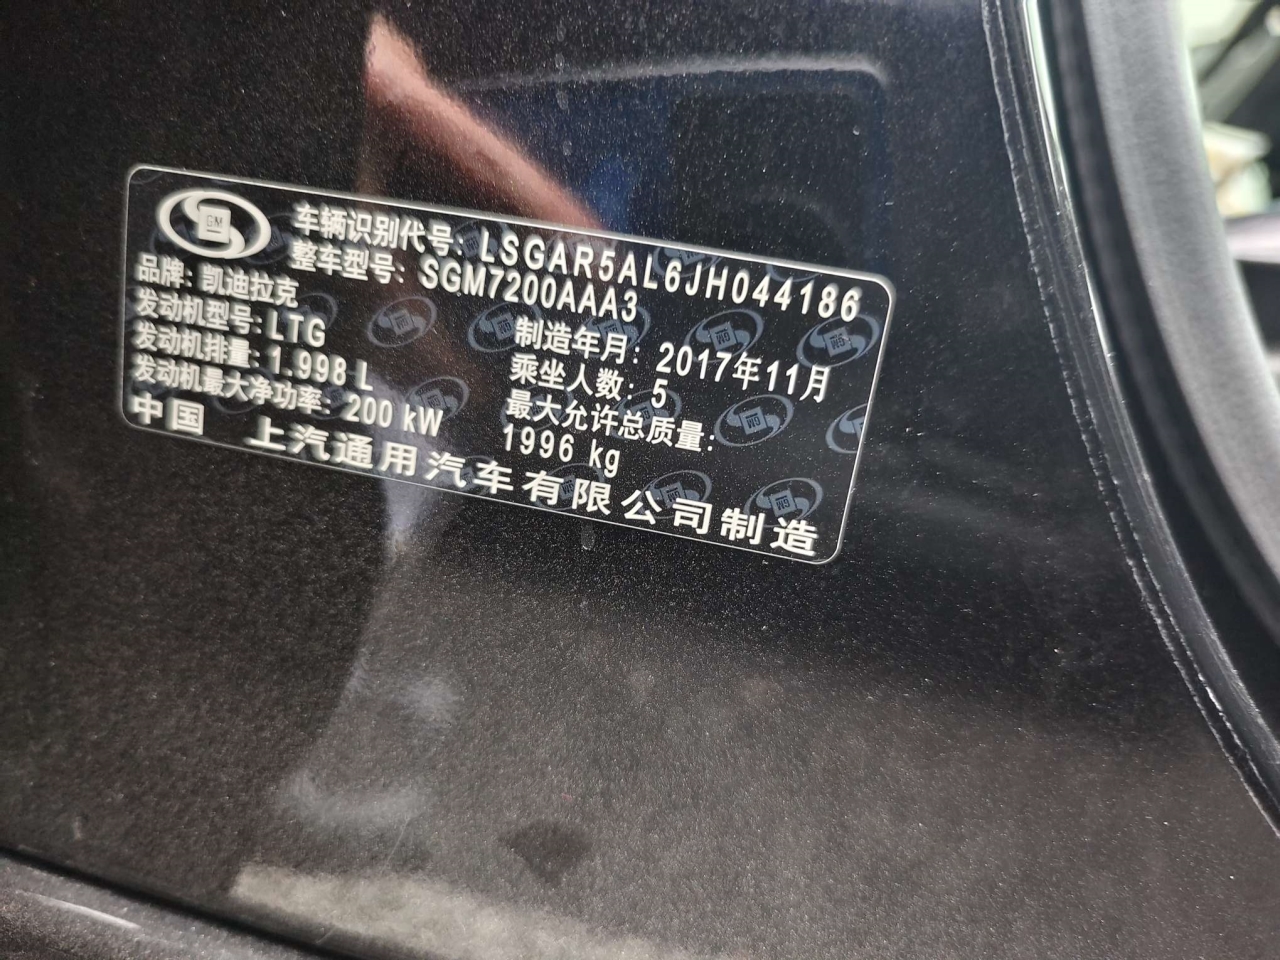 GM
车辆识别代号: LSGAR5AL6JH044186
整车型号: SGM7200AAA3
品牌: 凯迪拉克
发动机型号: LTG
制造年月: 2017年11月
发动机排量: 1.998 L
乘坐人数: 5
发动机最大净功率: 200 kW
最大允许总质量:
1996 kg
中国 上汽通用汽车有限公司制造